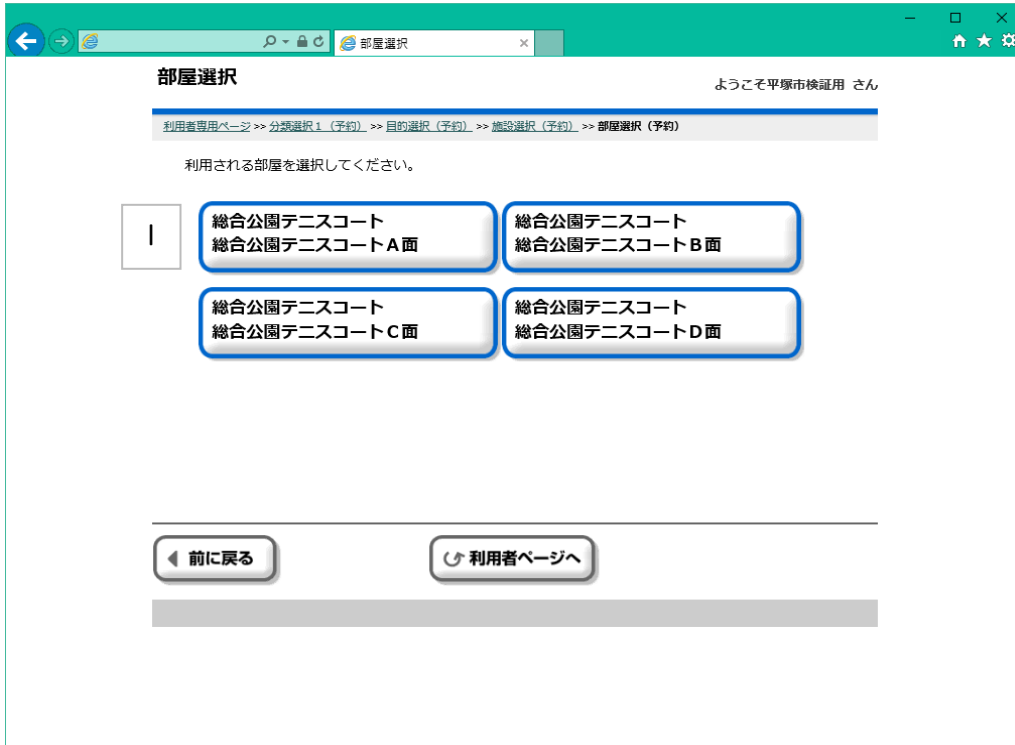 部屋選択
部屋選択
ようこそ平塚市検証用 さん
利用者専用ページ >> 分類選択１（予約） >> 目的選択（予約） >> 施設選択（予約） >> 部屋選択（予約）
利用される部屋を選択してください。
I
総合公園テニスコート
総合公園テニスコートＡ面
総合公園テニスコート
総合公園テニスコートＢ面
総合公園テニスコート
総合公園テニスコートＣ面
総合公園テニスコート
総合公園テニスコートＤ面
前に戻る
利用者ページへ